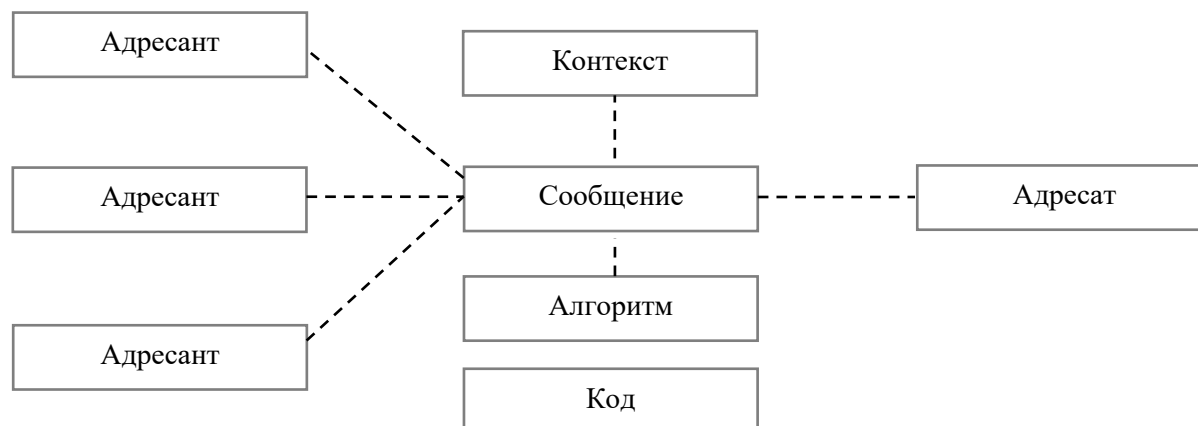 Адресант
Контекст
Адресант
Сообщение
Адресат
Алгоритм
Адресант
Код